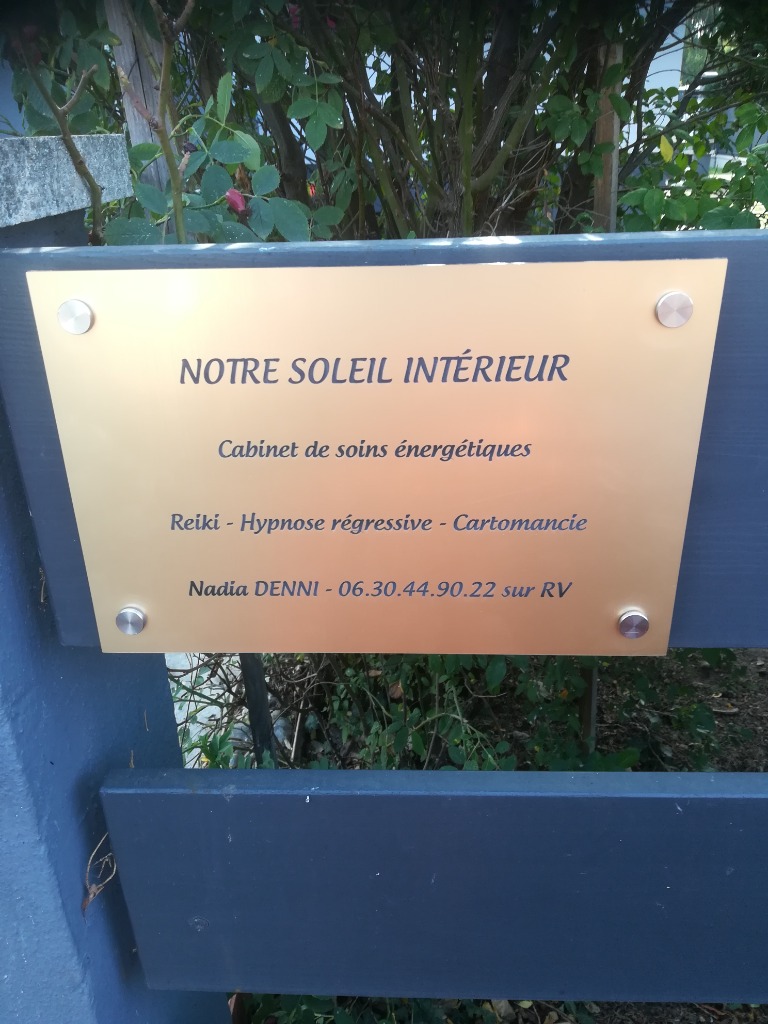 NOTRE SOLEIL INTÉRIEUR
Cabinet de soins énergétiques
Reiki - Hypnose régressive - Cartomancie
Nadia DENNI - 06.30.44.90.22 sur RV